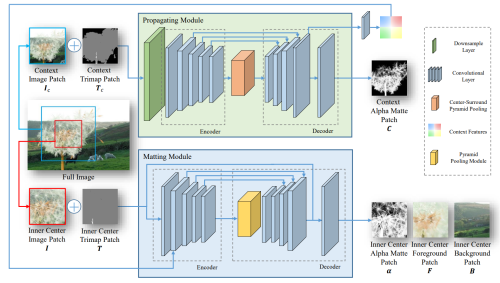 Propagating Module
Context
Image Patch
I_c
Context
Trimap Patch
T_c
Encoder
Decoder
Context
Alpha Matte
Patch
C
Full Image
Matting Module
Inner Center
Image Patch
I
Inner Center
Trimap Patch
T
Encoder
Decoder
Inner Center
Alpha Matte
Patch
α
Inner Center
Foreground
Patch
F
Inner Center
Background
Patch
B
Downsample
Layer
Convolutional
Layer
Center-Surround
Pyramid Pooling
Context Features
Pyramid
Pooling Module